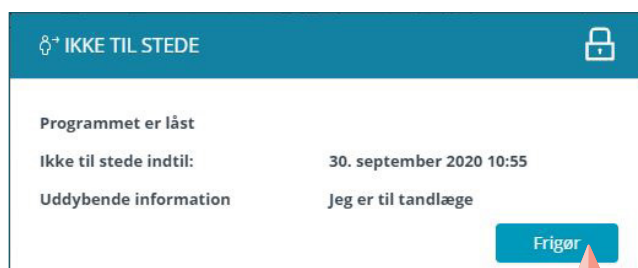 IKKE TIL STEDE
Programmet er låst
Ikke til stede indtil: 30. september 2020 10:55
Uddybende information Jeg er til tandlæge
Frigør